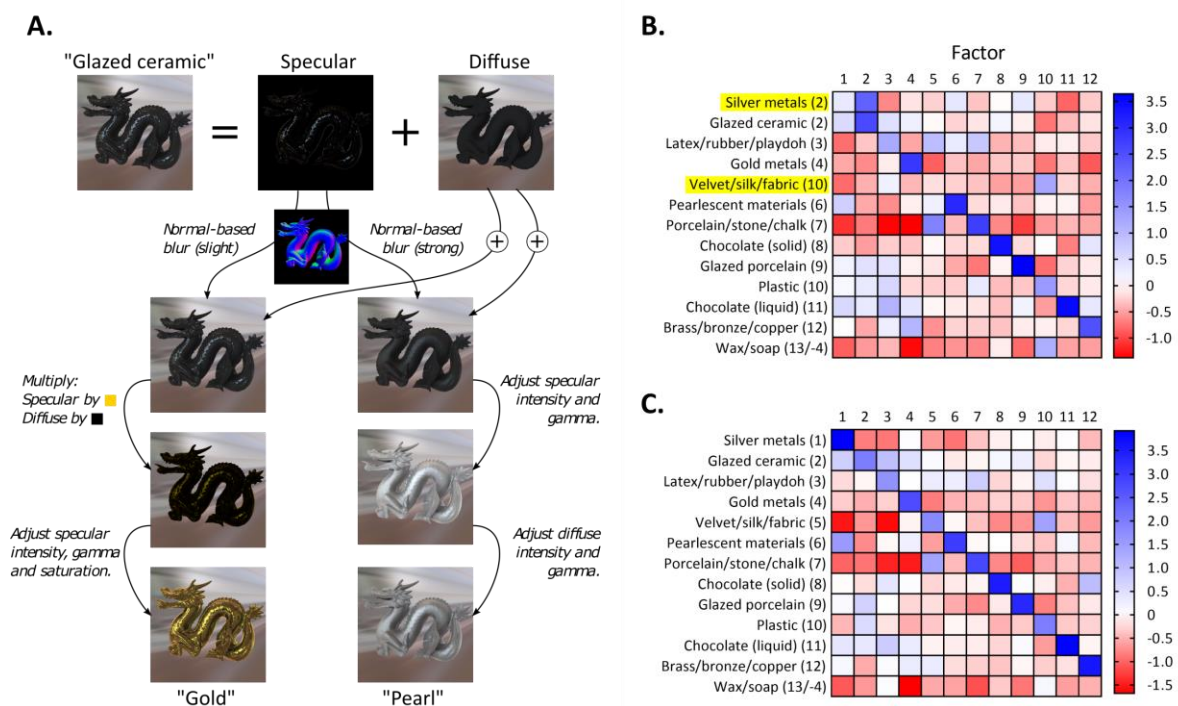 A.
"Glazed ceramic"
Specular
Diffuse
=
+
Normal-based
blur (slight)
Normal-based
blur (strong)
+
+
Multiply:
Specular by
Diffuse by
Adjust specular
intensity and
gamma.
Adjust specular
intensity, gamma
and saturation.
Adjust diffuse
intensity and
gamma.
"Gold"
"Pearl"
B.
Factor
1 2 3 4 5 6 7 8 9 10 11 12
Silver metals (2)
Glazed ceramic (2)
Latex/rubber/playdoh (3)
Gold metals (4)
Velvet/silk/fabric (10)
Pearlescent materials (6)
Porcelain/stone/chalk (7)
Chocolate (solid) (8)
Glazed porcelain (9)
Plastic (10)
Chocolate (liquid) (11)
Brass/bronze/copper (12)
Wax/soap (13/-4)
3.5
3.0
2.5
2.0
1.5
1.0
0.5
0
-0.5
-1.0
C.
1 2 3 4 5 6 7 8 9 10 11 12
Silver metals (1)
Glazed ceramic (2)
Latex/rubber/playdoh (3)
Gold metals (4)
Velvet/silk/fabric (5)
Pearlescent materials (6)
Porcelain/stone/chalk (7)
Chocolate (solid) (8)
Glazed porcelain (9)
Plastic (10)
Chocolate (liquid) (11)
Brass/bronze/copper (12)
Wax/soap (13/-4)
3.5
3.0
2.5
2.0
1.5
1.0
0.5
0
-0.5
-1.0
-1.5